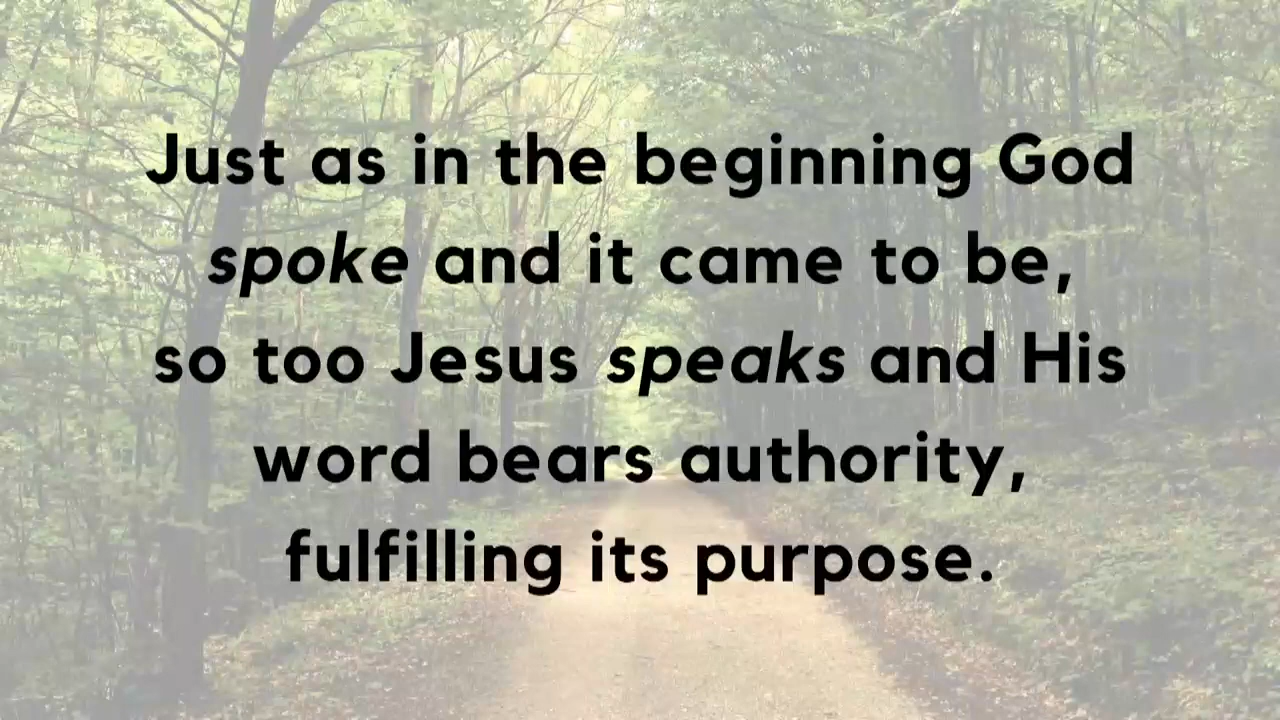 Just as in the beginning God
spoke and it came to be,
so too Jesus speaks and His
word bears authority,
fulfilling its purpose.